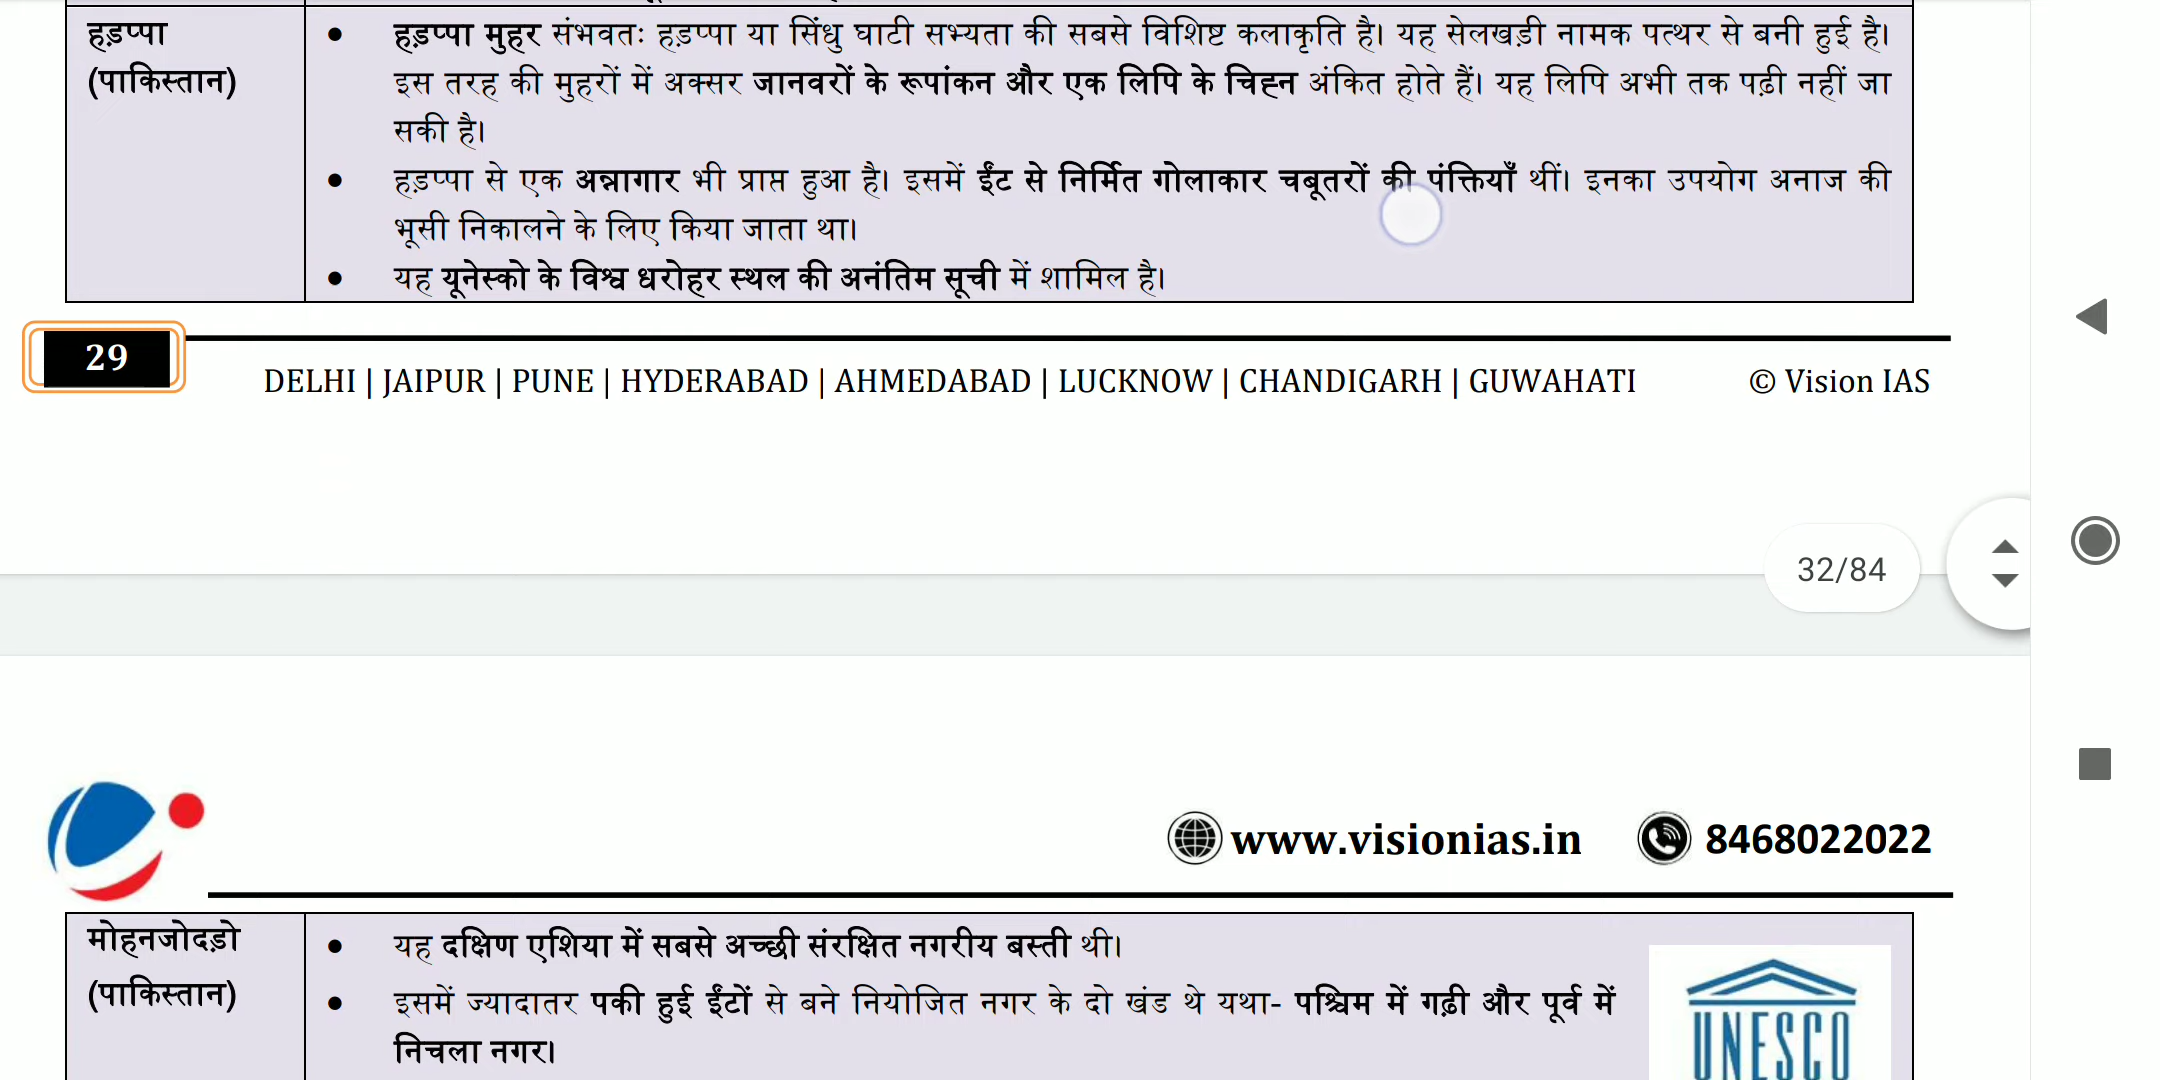 हड़प्पा
(पाकिस्तान)
• हड़प्पा मुहर संभवतः हड़प्पा या सिंधु घाटी सभ्यता की सबसे विशिष्ट कलाकृति है। यह सेलखड़ी नामक पत्थर से बनी हुई है।
इस तरह की मुहरों में अक्सर जानवरों के रूपांकन और एक लिपि के चिह्न अंकित होते हैं। यह लिपि अभी तक पढ़ी नहीं जा
सकी है।
• हड़प्पा से एक अन्नागार भी प्राप्त हुआ है। इसमें ईंट से निर्मित गोलाकार चबूतरों की पंक्तियाँ थीं। इनका उपयोग अनाज की
भूसी निकालने के लिए किया जाता था।
• यह यूनेस्को के विश्व धरोहर स्थल की अनंतिम सूची में शामिल है।
29
DELHI | JAIPUR | PUNE | HYDERABAD | AHMEDABAD | LUCKNOW | CHANDIGARH | GUWAHATI © Vision IAS
32/84
www.visionias.in 8468022022
मोहनजोदड़ो
(पाकिस्तान)
• यह दक्षिण एशिया में सबसे अच्छी संरक्षित नगरीय बस्ती थी।
• इसमें ज्यादातर पकी हुई ईंटों से बने नियोजित नगर के दो खंड थे यथा- पश्चिम में गढ़ी और पूर्व में
निचला नगर।
UNESCO